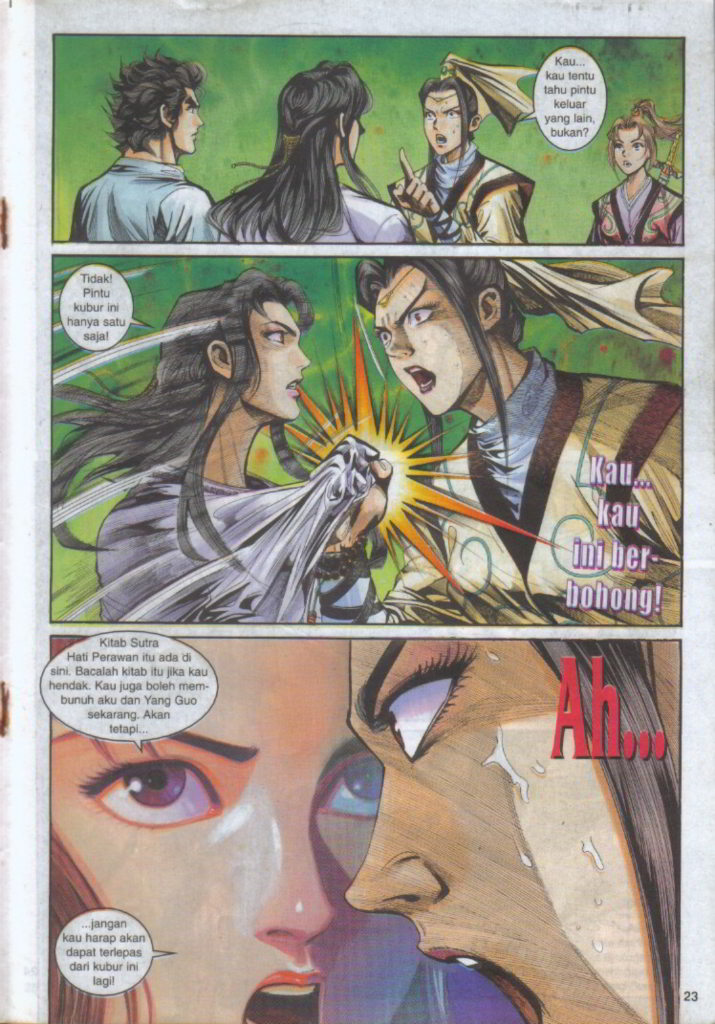 Kau...
kau tentu
tahu pintu
keluar
yang lain,
bukan?
Tidak!
Pintu
kubur ini
hanya satu
saja!
Kau...
kau
ini ber-
bohong!
Kitab Sutra
Hati Perawan itu ada di
sini. Bacalah kitab itu jika kau
hendak. Kau juga boleh mem-
bunuh aku dan Yang Guo
sekarang. Akan
tetapi...
Ah...
...jangan
kau harap akan
dapat terlepas
dari kubur ini
lagi!
23